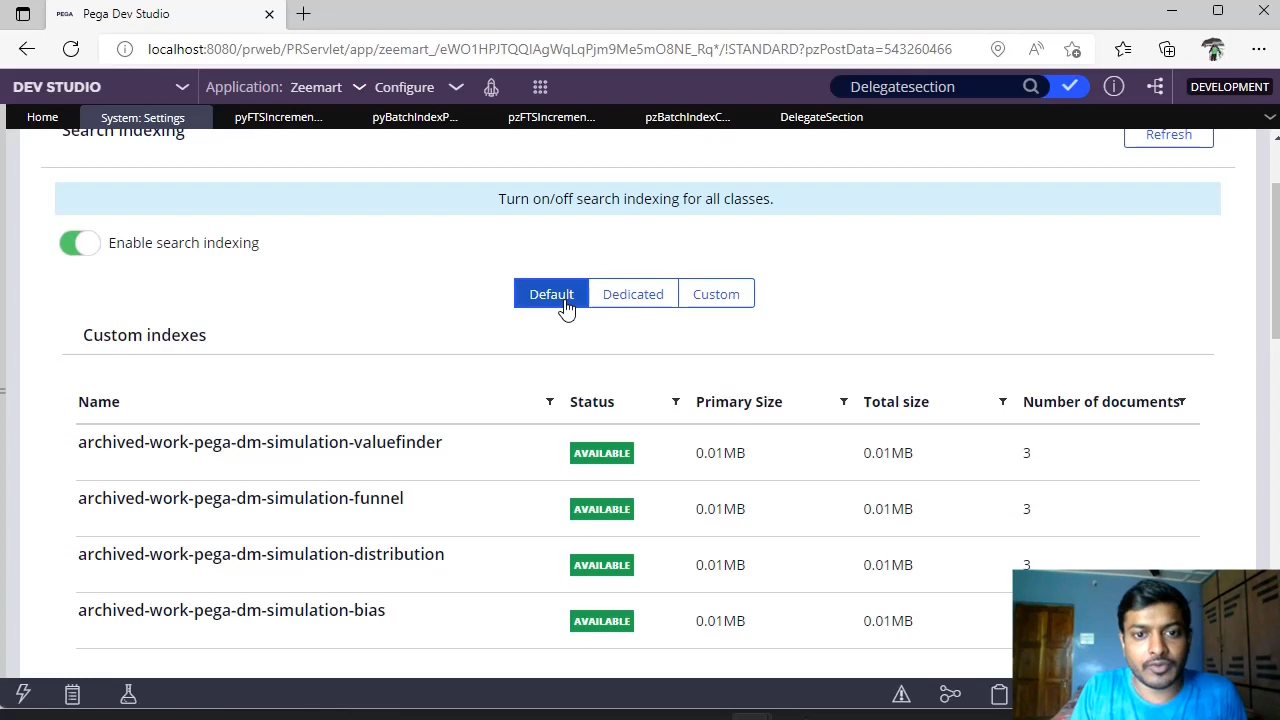 PEGA Pega Dev Studio
localhost:8080/prweb/PRServlet/app/zeemart_/eWO1HPJTQQIAgWqLqPjm9Me5mO8NE_Rq*/!STANDARD?pzPostData=543260466
DEV STUDIO Application: Zeemart Configure Delegatesection DEVELOPMENT
Home System: Settings pyFTSIncremen... pyBatchIndexP... pzFTSIncremen... pzBatchIndexC... DelegateSection
Search indexing Refresh
Turn on/off search indexing for all classes.
Enable search indexing
Default Dedicated Custom
Custom indexes
Name Status Primary Size Total size Number of documents
archived-work-pega-dm-simulation-valuefinder AVAILABLE 0.01MB 0.01MB 3
archived-work-pega-dm-simulation-funnel AVAILABLE 0.01MB 0.01MB 3
archived-work-pega-dm-simulation-distribution AVAILABLE 0.01MB 0.01MB 3
archived-work-pega-dm-simulation-bias AVAILABLE 0.01MB 0.01MB